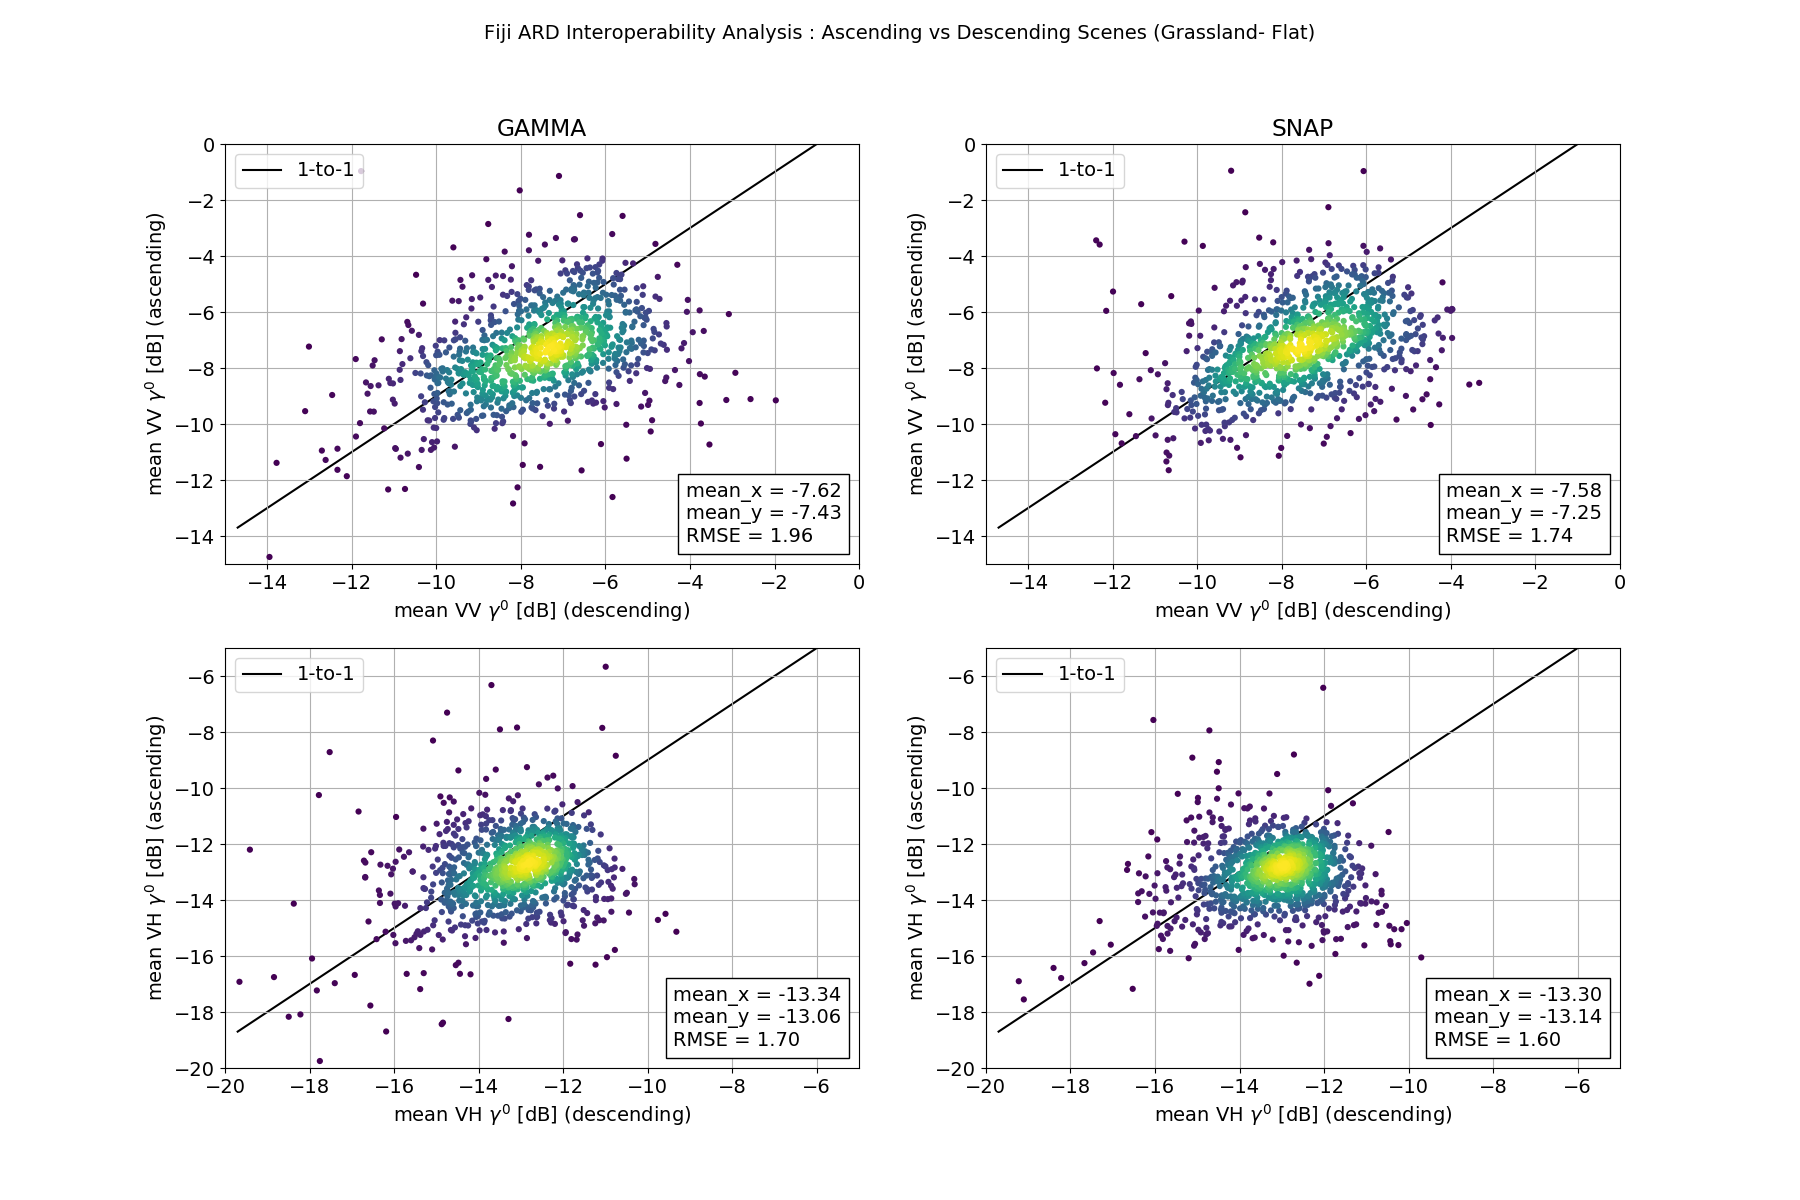 Fiji ARD Interoperability Analysis : Ascending vs Descending Scenes (Grassland- Flat)
GAMMA
1-to-1
mean VV γ⁰ [dB] (ascending)
0
−2
−4
−6
−8
−10
−12
−14
mean_x = -7.62
mean_y = -7.43
RMSE = 1.96
−14 −12 −10 −8 −6 −4 −2 0
mean VV γ⁰ [dB] (descending)
SNAP
1-to-1
mean VV γ⁰ [dB] (ascending)
0
−2
−4
−6
−8
−10
−12
−14
mean_x = -7.58
mean_y = -7.25
RMSE = 1.74
−14 −12 −10 −8 −6 −4 −2 0
mean VV γ⁰ [dB] (descending)
1-to-1
mean VH γ⁰ [dB] (ascending)
−6
−8
−10
−12
−14
−16
−18
−20
mean_x = -13.34
mean_y = -13.06
RMSE = 1.70
−20 −18 −16 −14 −12 −10 −8 −6
mean VH γ⁰ [dB] (descending)
1-to-1
mean VH γ⁰ [dB] (ascending)
−6
−8
−10
−12
−14
−16
−18
−20
mean_x = -13.30
mean_y = -13.14
RMSE = 1.60
−20 −18 −16 −14 −12 −10 −8 −6
mean VH γ⁰ [dB] (descending)